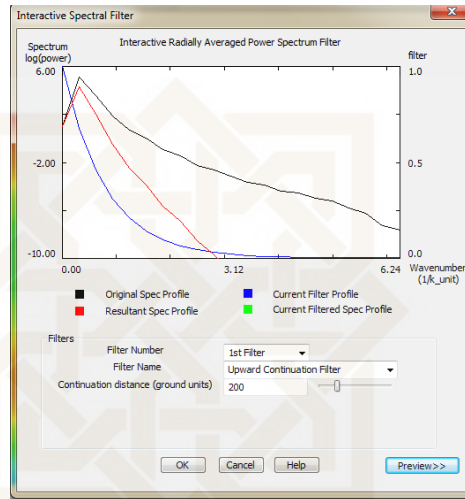 Interactive Spectral Filter
Interactive Radially Averaged Power Spectrum Filter
Spectrum
log(power)
filter
6.00
1.0
-2.00
0.5
-10.00
0.0
0.00
3.12
6.24
Wavenumber
(1/k_unit)
Original Spec Profile
Current Filter Profile
Resultant Spec Profile
Current Filtered Spec Profile
Filters
Filter Number
1st Filter
Filter Name
Upward Continuation Filter
Continuation distance (ground units)
200
OK
Cancel
Help
Preview>>